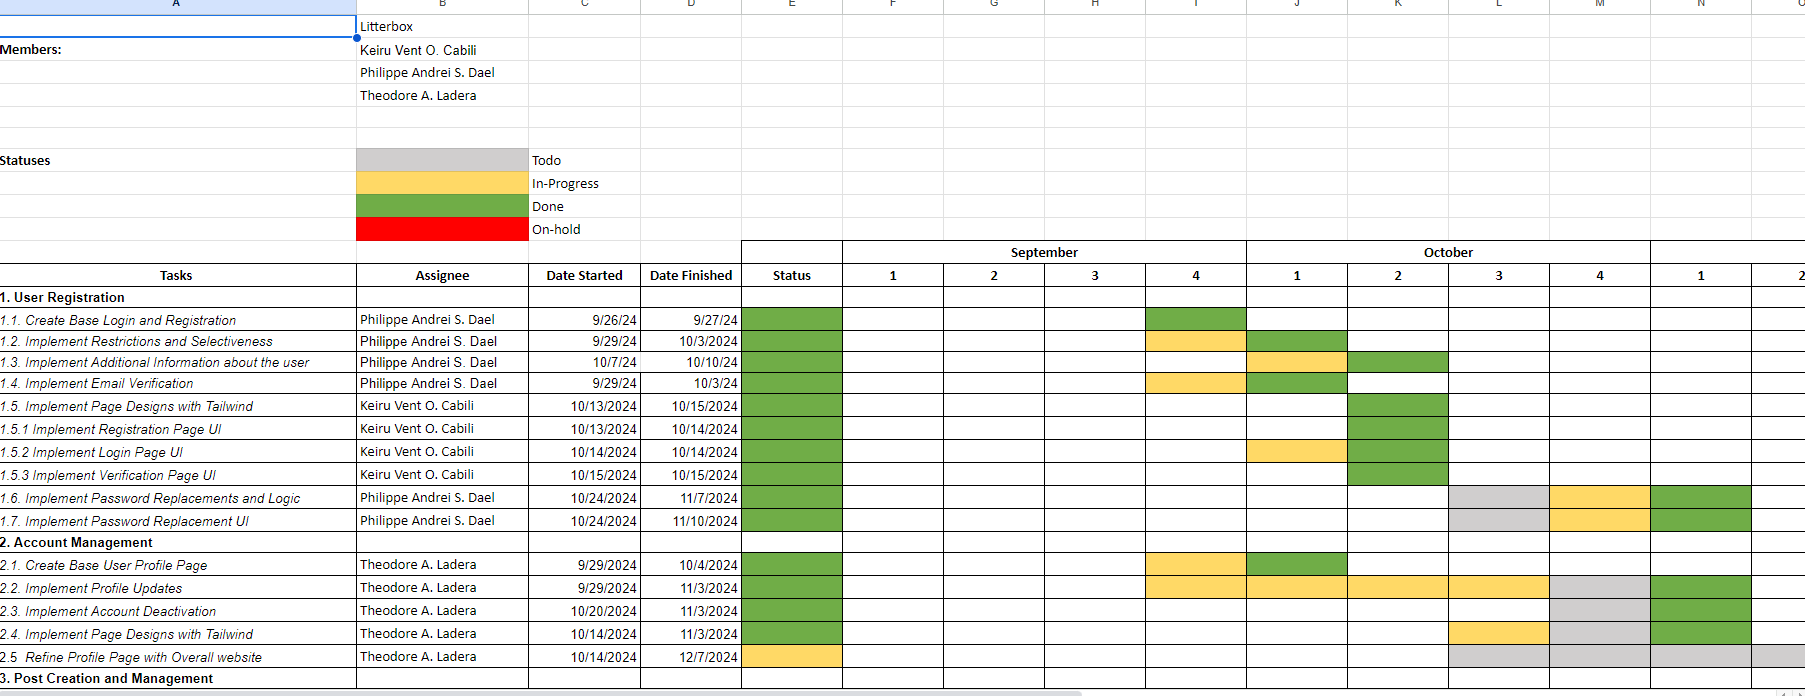 A B C D E F G H I J K L M N O
Litterbox
Members: Keiru Vent O. Cabili
Philippe Andrei S. Dael
Theodore A. Ladera
Statuses Todo
In-Progress
Done
On-hold
September October
Tasks Assignee Date Started Date Finished Status 1 2 3 4 1 2 3 4 1 2
1. User Registration
1.1. Create Base Login and Registration Philippe Andrei S. Dael 9/26/24 9/27/24
1.2. Implement Restrictions and Selectiveness Philippe Andrei S. Dael 9/29/24 10/3/2024
1.3. Implement Additional Information about the user Philippe Andrei S. Dael 10/7/24 10/10/24
1.4. Implement Email Verification Philippe Andrei S. Dael 9/29/24 10/3/24
1.5. Implement Page Designs with Tailwind Keiru Vent O. Cabili 10/13/2024 10/15/2024
1.5.1 Implement Registration Page UI Keiru Vent O. Cabili 10/13/2024 10/14/2024
1.5.2 Implement Login Page UI Keiru Vent O. Cabili 10/14/2024 10/14/2024
1.5.3 Implement Verification Page UI Keiru Vent O. Cabili 10/15/2024 10/15/2024
1.6. Implement Password Replacements and Logic Philippe Andrei S. Dael 10/24/2024 11/7/2024
1.7. Implement Password Replacement UI Philippe Andrei S. Dael 10/24/2024 11/10/2024
2. Account Management
2.1. Create Base User Profile Page Theodore A. Ladera 9/29/2024 10/4/2024
2.2. Implement Profile Updates Theodore A. Ladera 9/29/2024 11/3/2024
2.3. Implement Account Deactivation Theodore A. Ladera 10/20/2024 11/3/2024
2.4. Implement Page Designs with Tailwind Theodore A. Ladera 10/14/2024 11/3/2024
2.5 Refine Profile Page with Overall website Theodore A. Ladera 10/14/2024 12/7/2024
3. Post Creation and Management